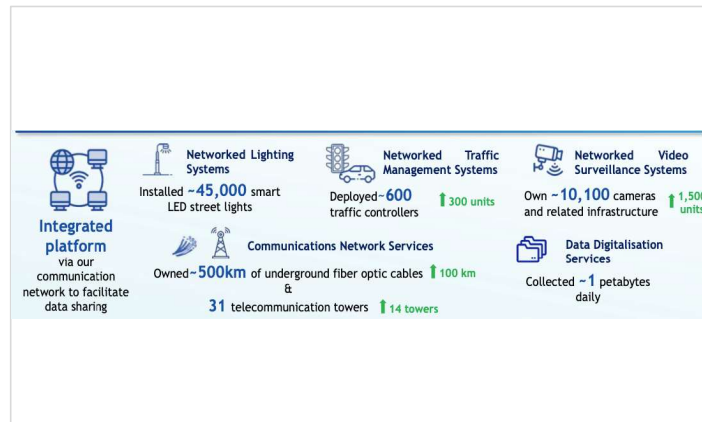 Integrated
platform
via our
communication
network to facilitate
data sharing
Networked Lighting
Systems
Installed ~45,000 smart
LED street lights
Networked Traffic
Management Systems
Deployed~600
traffic controllers
300 units
Networked Video
Surveillance Systems
Own ~10,100 cameras
and related infrastructure
1,500
units
Communications Network Services
Owned~500km of underground fiber optic cables
100 km
&
31 telecommunication towers
14 towers
Data Digitalisation
Services
Collected ~1 petabytes
daily